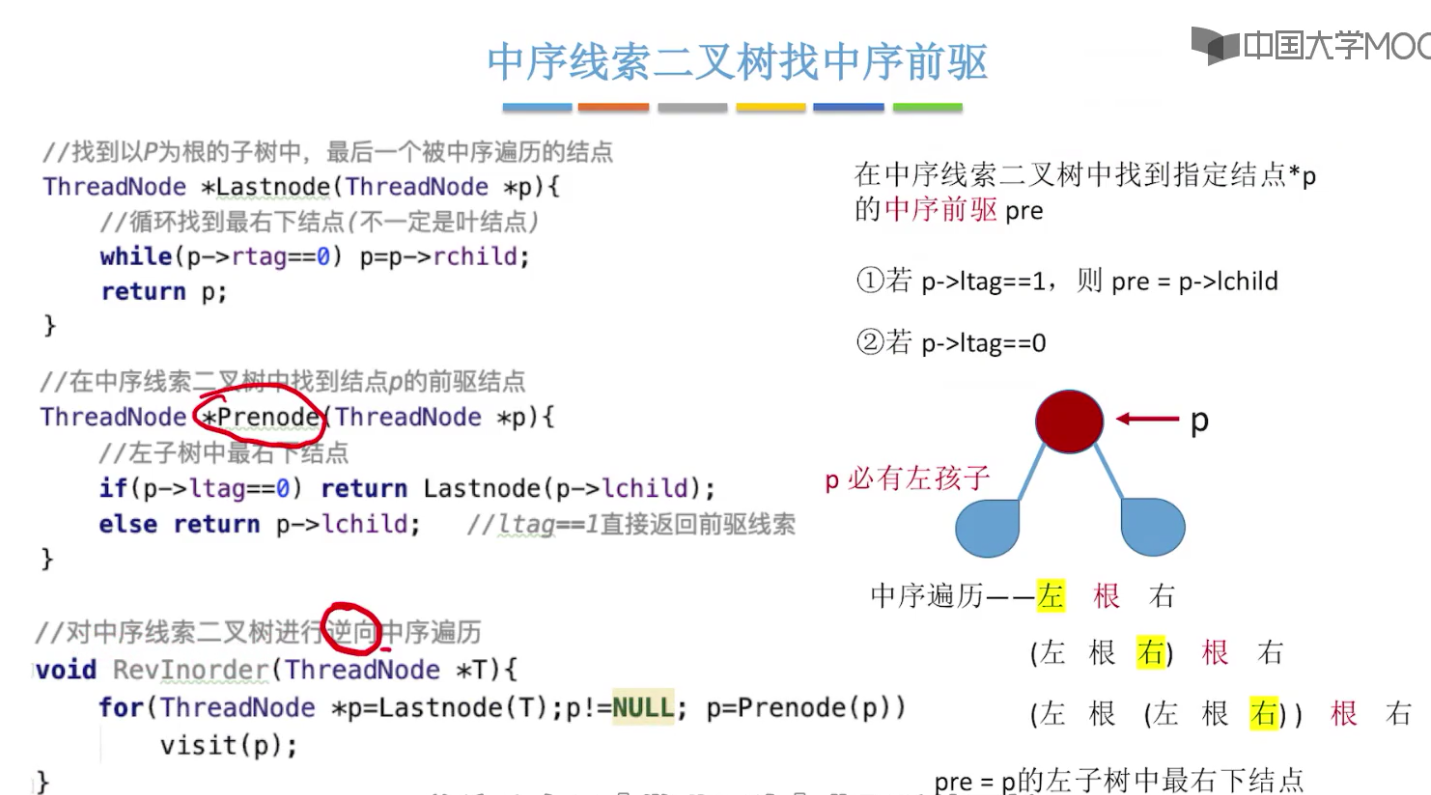 中国大学MOO
中序线索二叉树找中序前驱
//找到以P为根的子树中，最后一个被中序遍历的结点
ThreadNode *Lastnode(ThreadNode *p){
//循环找到最右下结点(不一定是叶结点)
while(p->rtag==0) p=p->rchild;
return p;
}
//在中序线索二叉树中找到结点p的前驱结点
ThreadNode *Prenode(ThreadNode *p){
//左子树中最右下结点
if(p->ltag==0) return Lastnode(p->lchild);
else return p->lchild; //ltag==1直接返回前驱线索
}
//对中序线索二叉树进行逆向中序遍历
void RevInorder(ThreadNode *T){
for(ThreadNode *p=Lastnode(T);p!=NULL; p=Prenode(p))
visit(p);
}
在中序线索二叉树中找到指定结点*p
的中序前驱 pre
①若 p->ltag==1，则 pre = p->lchild
②若 p->ltag==0
p
p 必有左孩子
中序遍历——左 根 右
(左 根 右) 根 右
(左 根 (左 根 右)) 根 右
pre = p的左子树中最右下结点